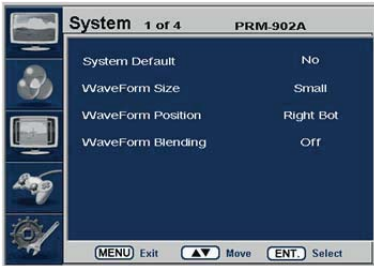 System 1 of 4 PRM-902A
System Default No
WaveForm Size Small
WaveForm Position Right Bot
WaveForm Blending Off
MENU Exit ▲▼ Move ENT. Select